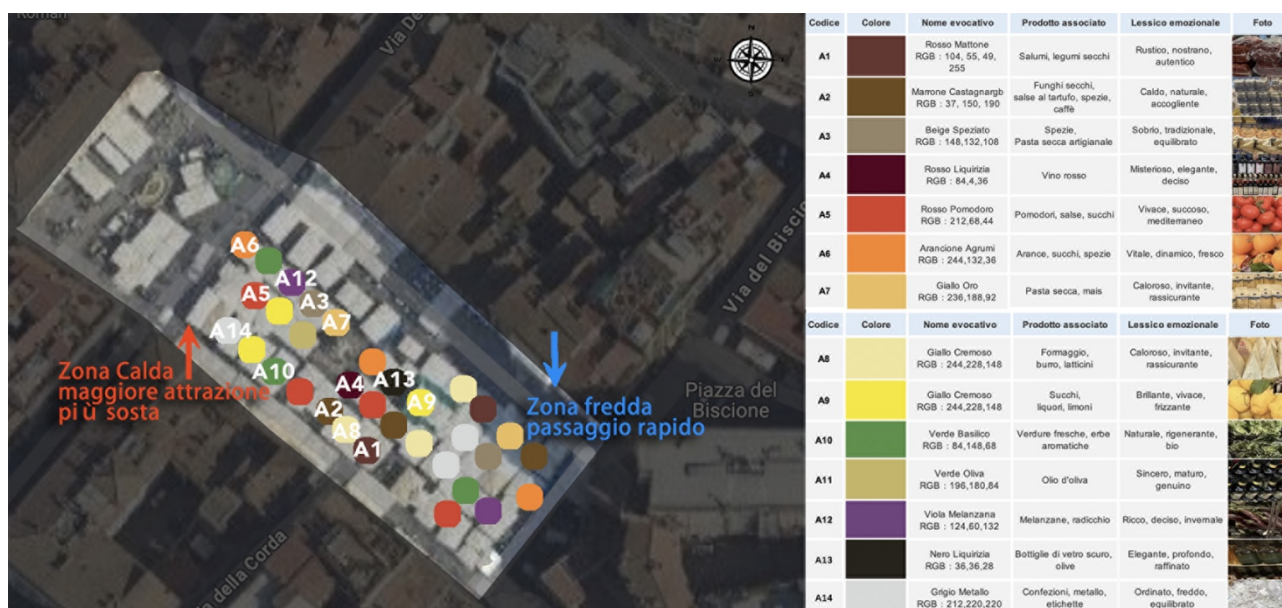 Roman
Via D
N
W
S
A6
A12
A5
A3
A14
A7
A10
A4
A13
A2
A9
A8
A1
Zona Calda
maggiore attrazione
pi ù sosta
Zona fredda
passaggio rapido
Via del Biscio
Piazza del
Biscione
a della Corda
Codice Colore Nome evocativo Prodotto associato Lessico emozionale Foto
A1
Rosso Mattone
RGB : 104, 55, 49,
255
Salumi, legumi secchi
Rustico, nostrano,
autentico
A2
Marrone Castagnargb
RGB : 37, 150, 190
Funghi secchi,
salse al tartufo, spezie,
caffè
Caldo, naturale,
accogliente
A3
Beige Speziato
RGB : 148,132,108
Spezie,
Pasta secca artigianale
Sobrio, tradizionale,
equilibrato
A4
Rosso Liquirizia
RGB : 84,4,36
Vino rosso
Misterioso, elegante,
deciso
A5
Rosso Pomodoro
RGB : 212,68,44
Pomodori, salse, succhi
Vivace, succoso,
mediterraneo
A6
Arancione Agrumi
RGB : 244,132,36
Arance, succhi, spezie
Vitale, dinamico, fresco
A7
Giallo Oro
RGB : 236,188,92
Pasta secca, mais
Caloroso, invitante,
rassicurante
Codice Colore Nome evocativo Prodotto associato Lessico emozionale Foto
A8
Giallo Cremoso
RGB : 244,228,148
Formaggio,
burro, latticini
Caloroso, invitante,
rassicurante
A9
Giallo Cremoso
RGB : 244,228,148
Succhi,
liquori, limoni
Brillante, vivace,
frizzante
A10
Verde Basilico
RGB : 84,148,68
Verdure fresche, erbe
aromatiche
Naturale, rigenerante,
bio
A11
Verde Oliva
RGB : 196,180,84
Olio d'oliva
Sincero, maturo,
genuino
A12
Viola Melanzana
RGB : 124,60,132
Melanzane, radicchio
Ricco, deciso, invernale
A13
Nero Liquirizia
RGB : 36,36,28
Bottiglie di vetro scuro,
olive
Elegante, profondo,
raffinato
A14
Grigio Metallo
RGB : 212,220,220
Confezioni, metallo,
etichette
Ordinato, freddo,
equilibrato